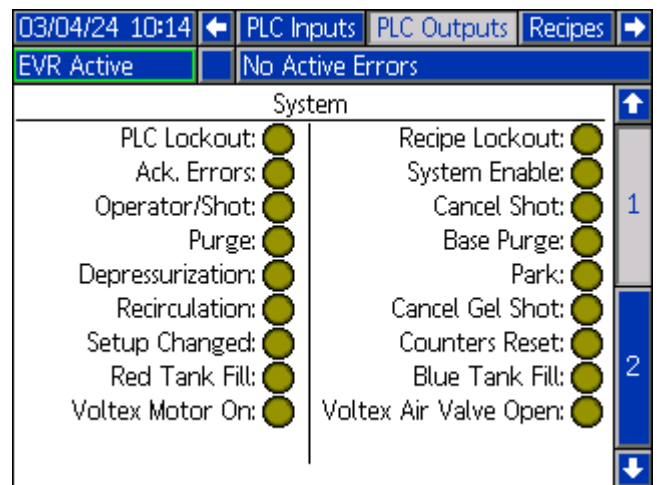 03/04/24 10:14 PLC Inputs PLC Outputs Recipes
EVR Active No Active Errors
System
PLC Lockout: Recipe Lockout:
Ack. Errors: System Enable:
Operator/Shot: Cancel Shot:
Purge: Base Purge:
Depressurization: Park:
Recirculation: Cancel Gel Shot:
Setup Changed: Counters Reset:
Red Tank Fill: Blue Tank Fill:
Voltex Motor On: Voltex Air Valve Open:
1
2